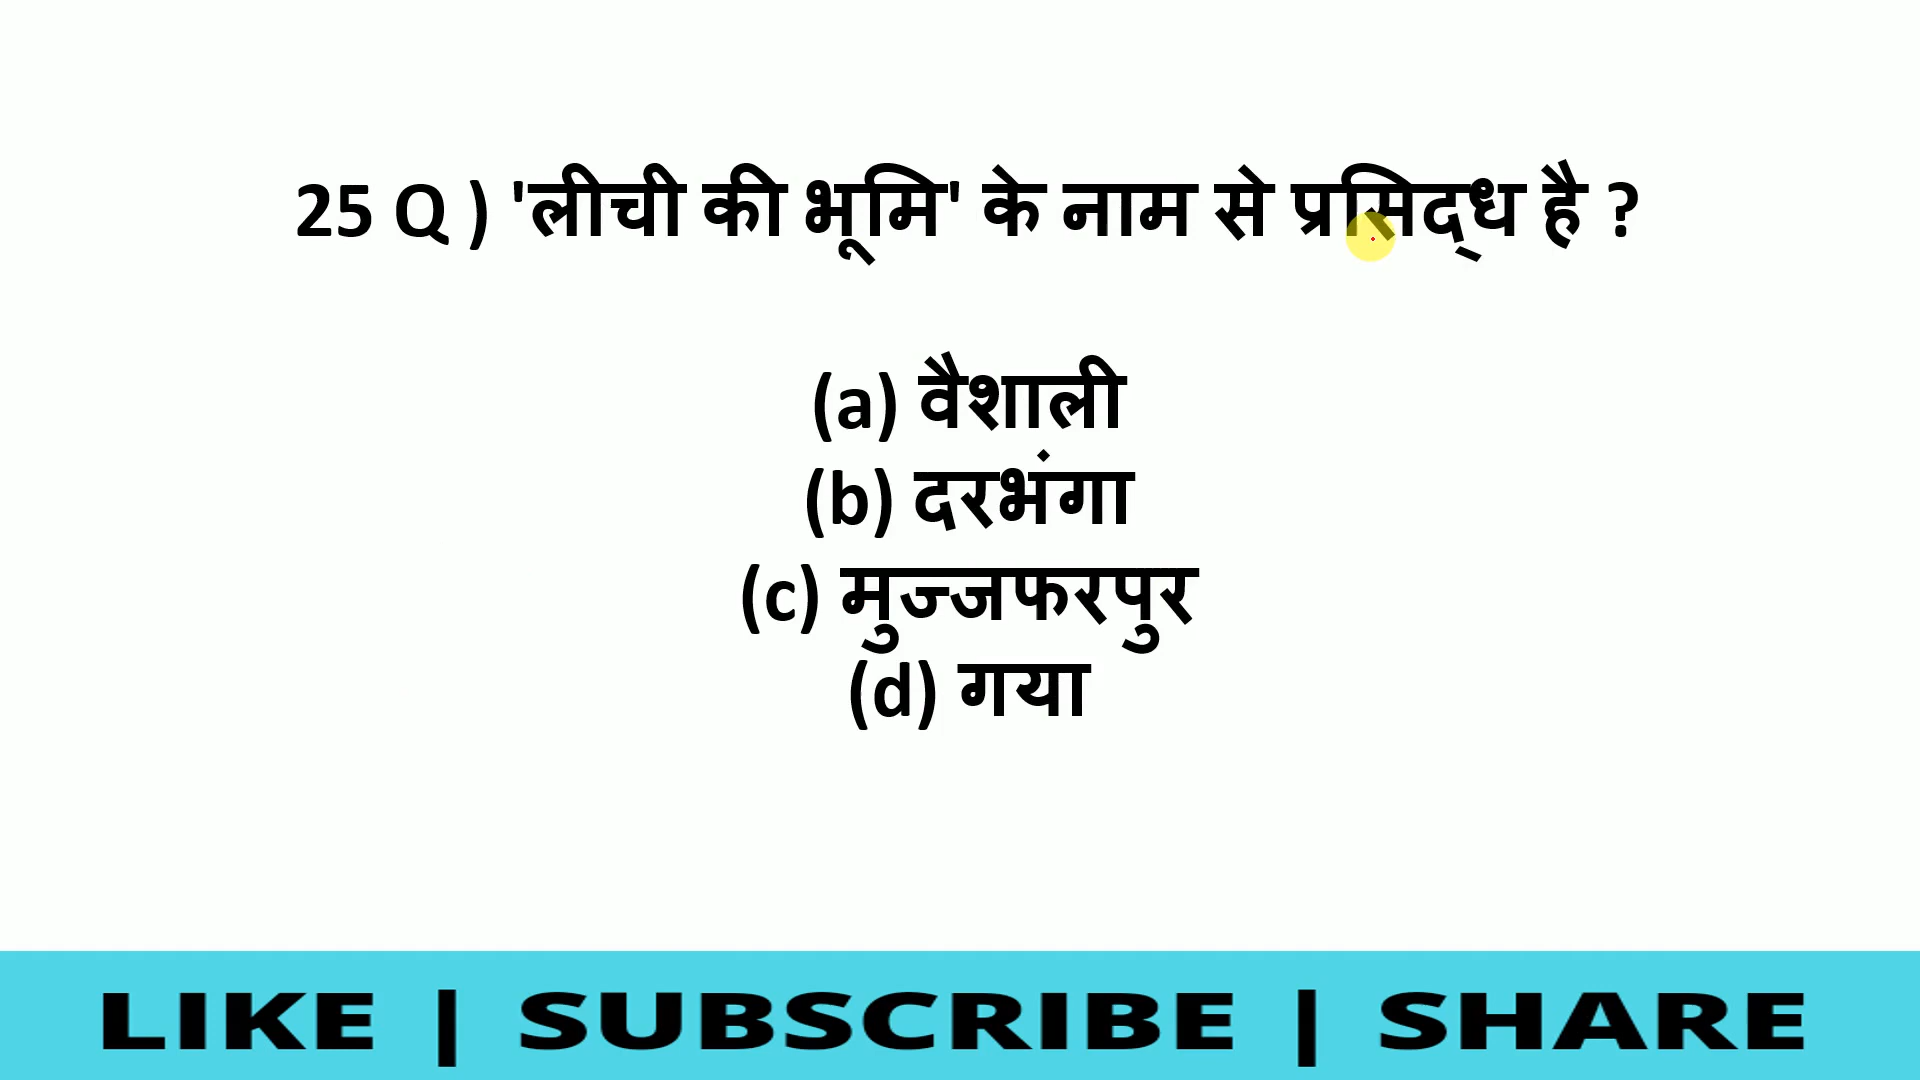 25 Q ) 'लीची की भूमि' के नाम से प्रसिद्ध है ?
(a) वैशाली
(b) दरभंगा
(c) मुज्जफरपुर
(d) गया
LIKE | SUBSCRIBE | SHARE